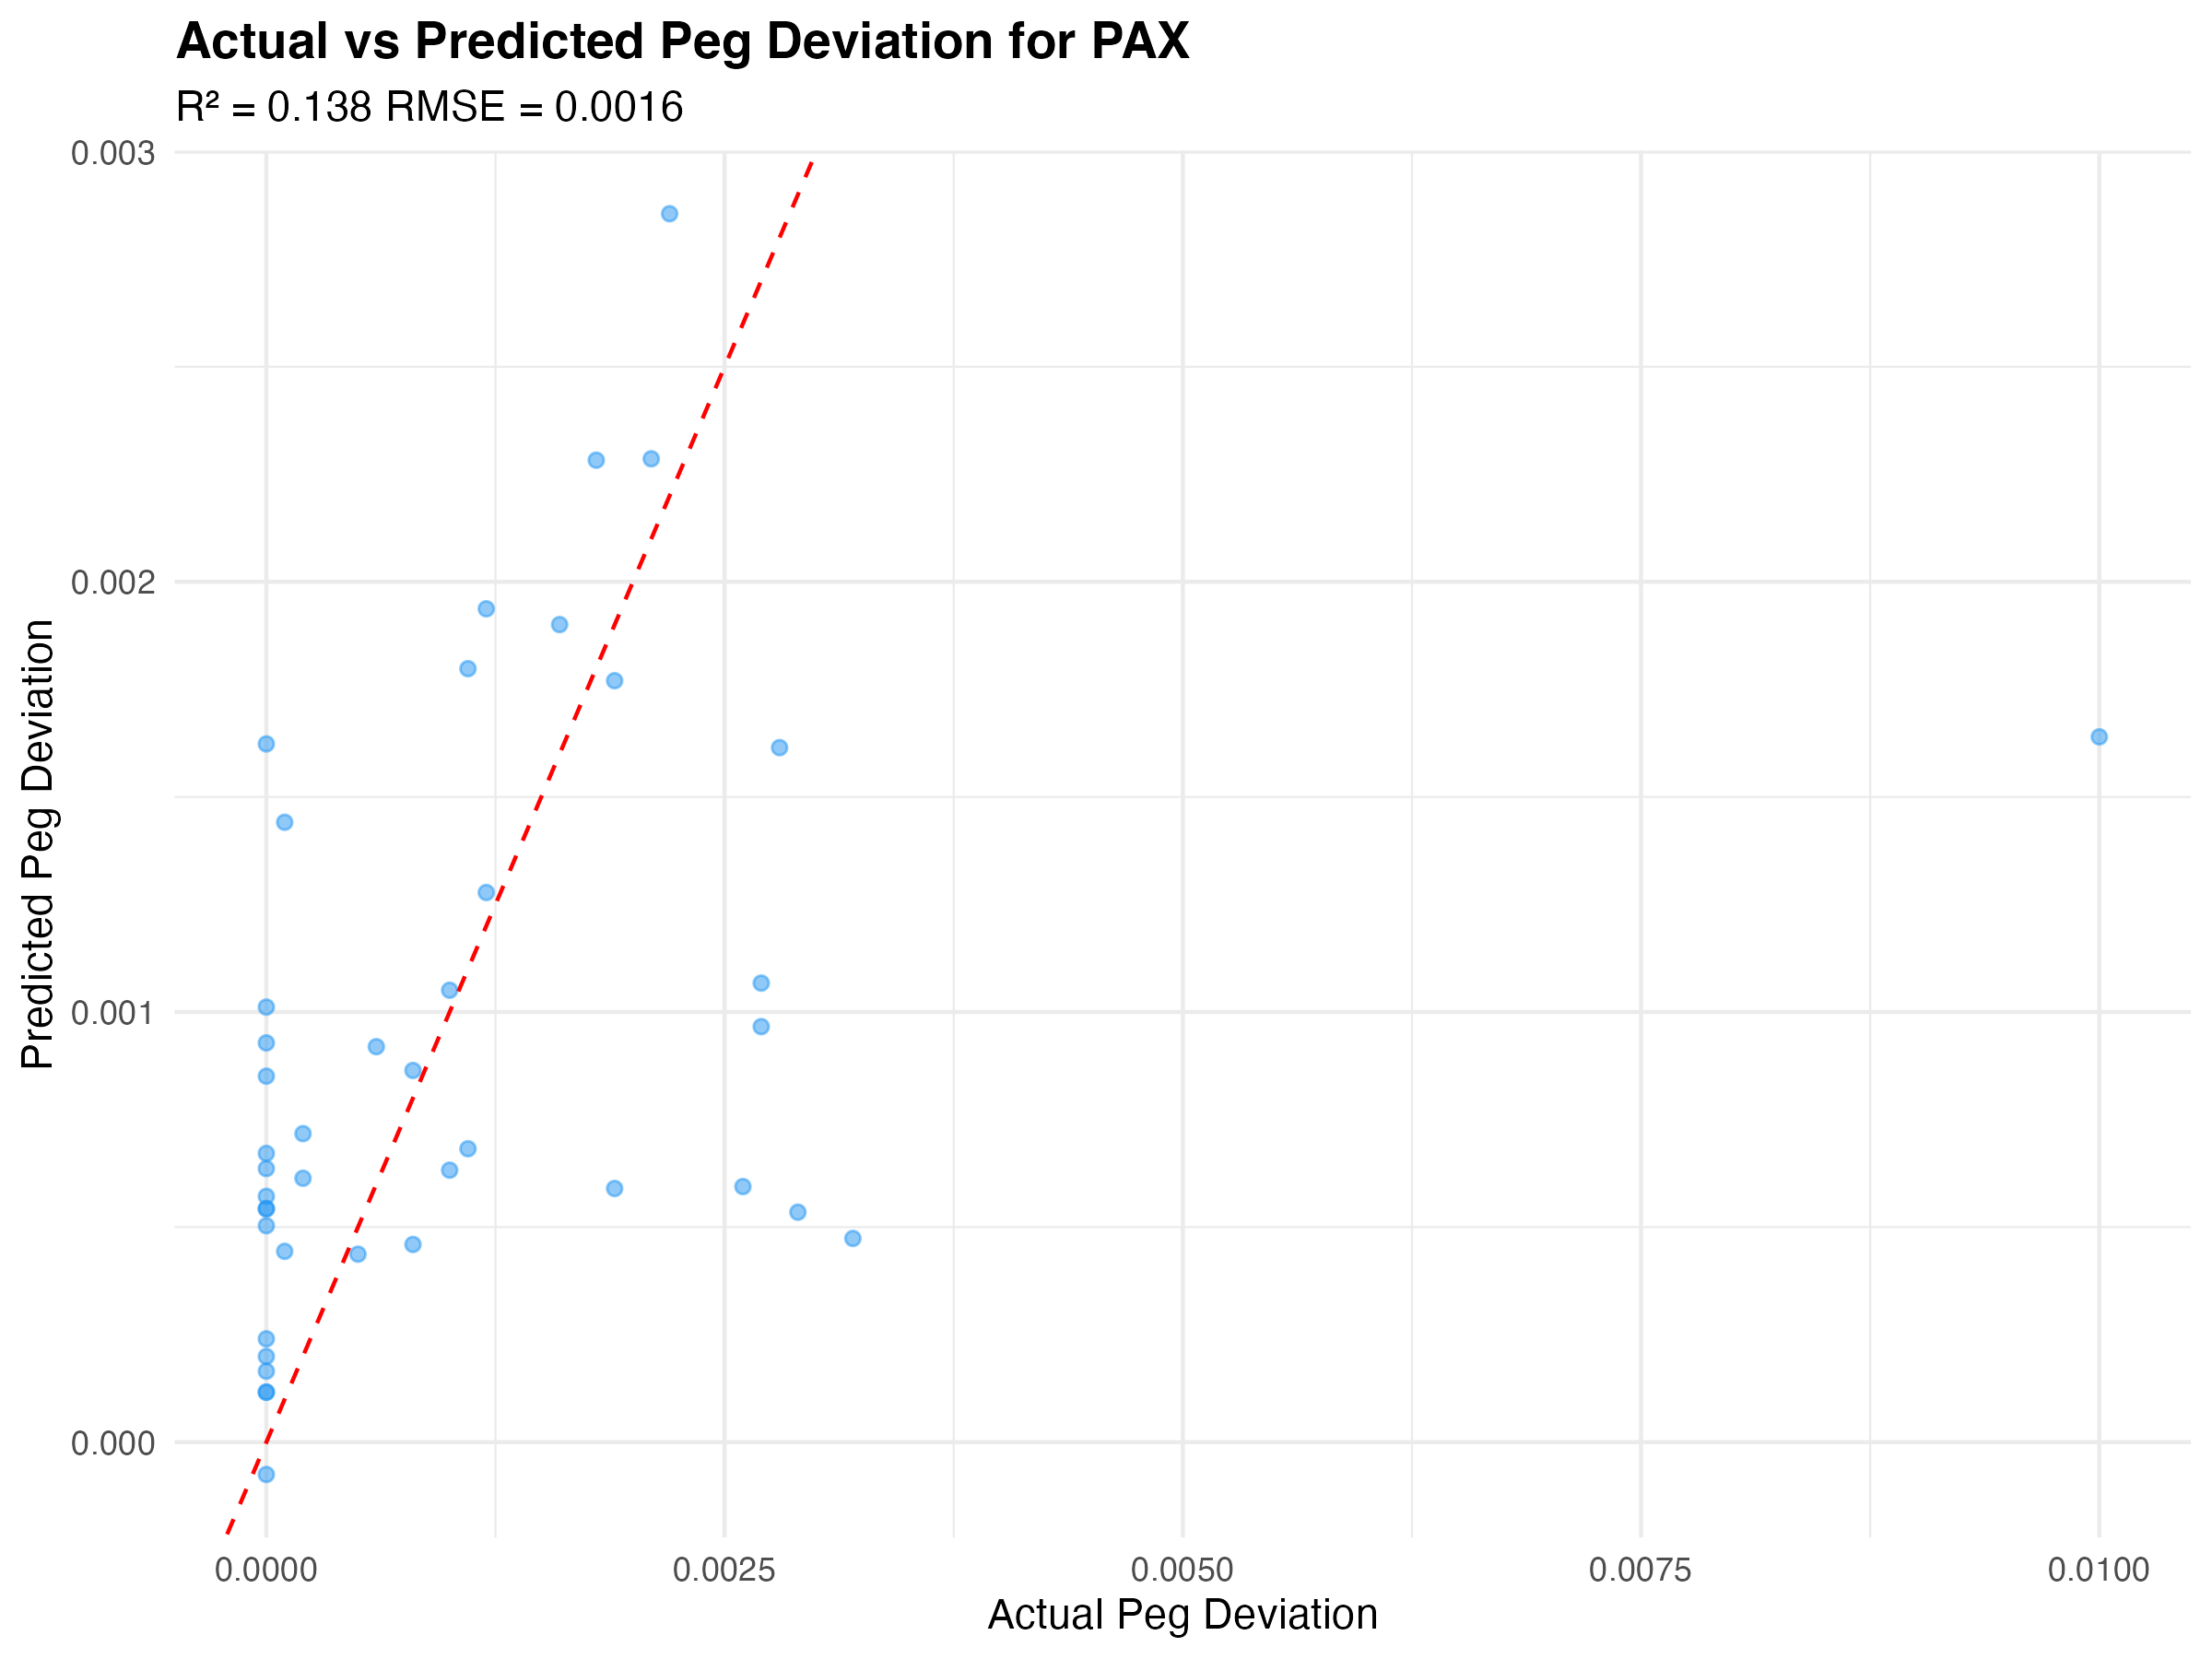 Actual vs Predicted Peg Deviation for PAX
R² = 0.138 RMSE = 0.0016
0.003
0.002
0.001
0.000
Predicted Peg Deviation
0.0000 0.0025 0.0050 0.0075 0.0100
Actual Peg Deviation